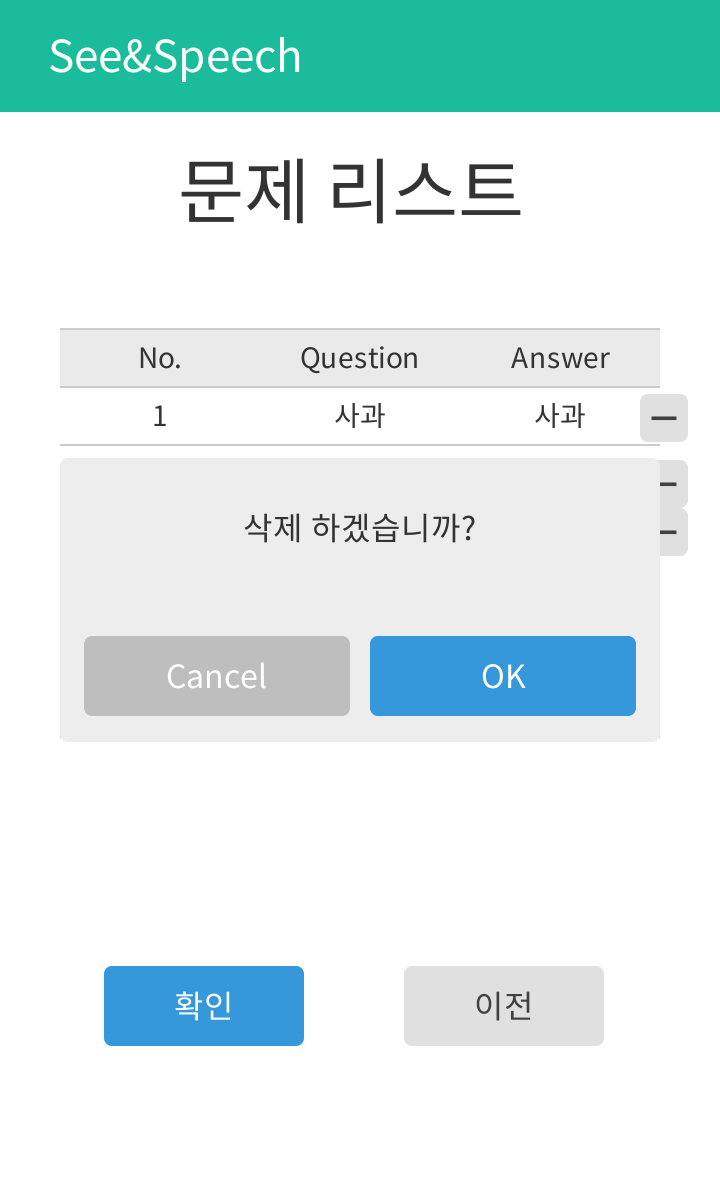 See&Speech
문제 리스트
No. Question Answer
1 사과 사과
삭제 하겠습니까?
Cancel OK
확인 이전